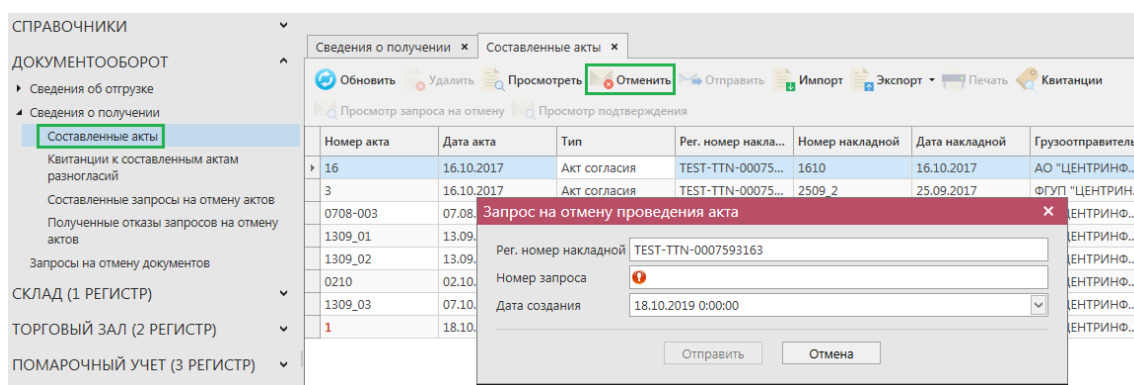 СПРАВОЧНИКИ
ДОКУМЕНТООБОРОТ
Сведения об отгрузке
Сведения о получении
Составленные акты
Квитанции к составленным актам
разногласий
Составленные запросы на отмену актов
Полученные отказы запросов на отмену
актов
Запросы на отмену документов
СКЛАД (1 РЕГИСТР)
ТОРГОВЫЙ ЗАЛ (2 РЕГИСТР)
ПОМАРОЧНЫЙ УЧЕТ (3 РЕГИСТР)
Сведения о получении × Составленные акты ×
Обновить Удалить Просмотреть Отменить Отправить Импорт Экспорт Печать Квитанции
Просмотр запроса на отмену Просмотр подтверждения
Номер акта Дата акта Тип Рег. номер накла... Номер накладной Дата накладной Грузоотправитель
16 16.10.2017 Акт согласия TEST-TTN-00075... 1610 16.10.2017 АО "ЦЕНТРИНФ...
3 16.10.2017 Акт согласия TEST-TTN-00075... 2509_2 25.09.2017 ФГУП "ЦЕНТРИН...
0708-003 07.08. ЦЕНТРИНФ...
1309_01 13.09. ЦЕНТРИНФ...
1309_02 13.09. ЦЕНТРИНФ...
0210 02.10. ЦЕНТРИНФ...
1309_03 07.10. ЦЕНТРИНФ...
1 18.10. ЦЕНТРИНФ...
Запрос на отмену проведения акта ×
Рег. номер накладной TEST-TTN-0007593163
Номер запроса
Дата создания 18.10.2019 0:00:00
Отправить Отмена